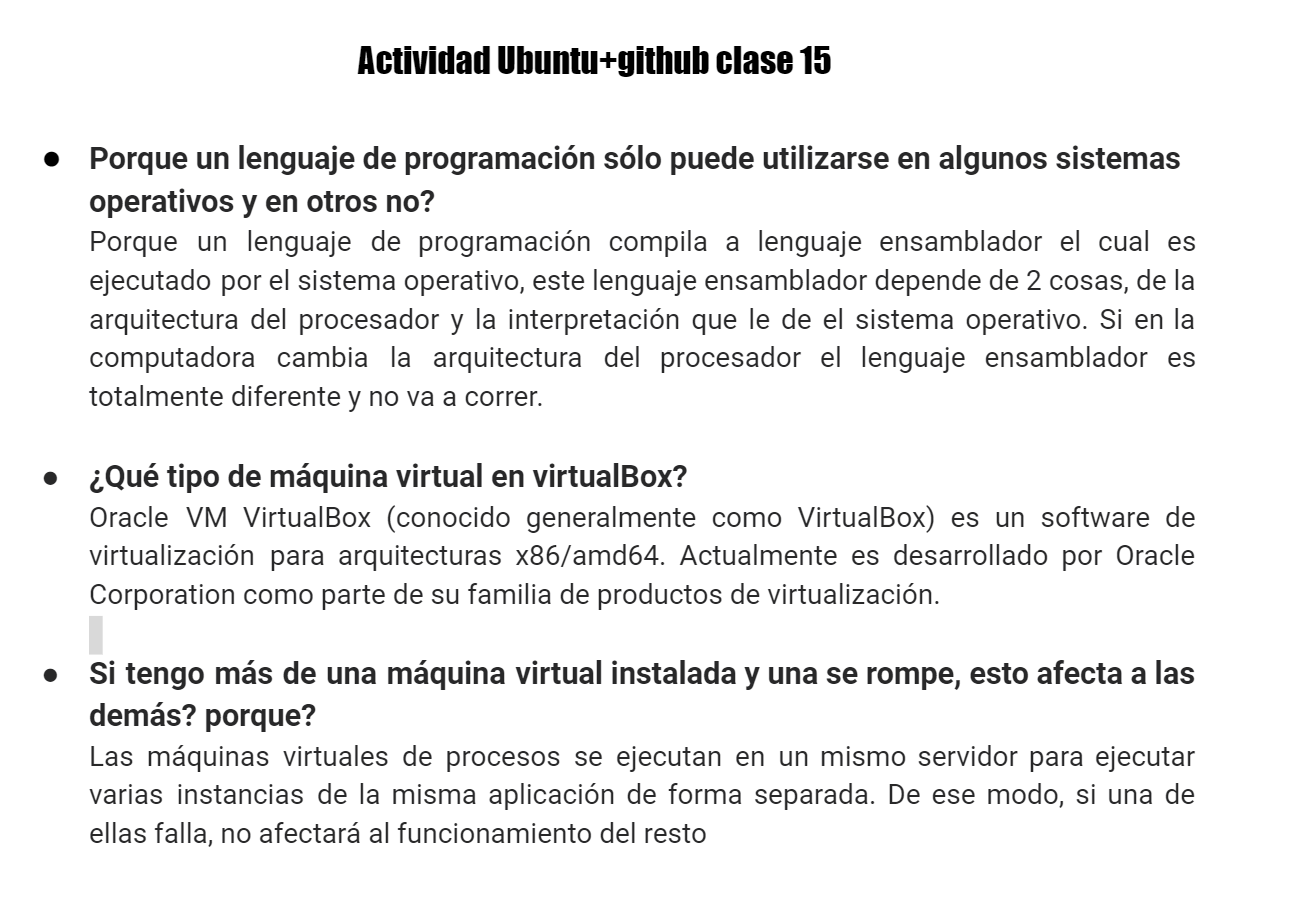 Actividad Ubuntu+github clase 15
● Porque un lenguaje de programación sólo puede utilizarse en algunos sistemas
operativos y en otros no?
Porque un lenguaje de programación compila a lenguaje ensamblador el cual es
ejecutado por el sistema operativo, este lenguaje ensamblador depende de 2 cosas, de la
arquitectura del procesador y la interpretación que le de el sistema operativo. Si en la
computadora cambia la arquitectura del procesador el lenguaje ensamblador es
totalmente diferente y no va a correr.
● ¿Qué tipo de máquina virtual en virtualBox?
Oracle VM VirtualBox (conocido generalmente como VirtualBox) es un software de
virtualización para arquitecturas x86/amd64. Actualmente es desarrollado por Oracle
Corporation como parte de su familia de productos de virtualización.
● Si tengo más de una máquina virtual instalada y una se rompe, esto afecta a las
demás? porque?
Las máquinas virtuales de procesos se ejecutan en un mismo servidor para ejecutar
varias instancias de la misma aplicación de forma separada. De ese modo, si una de
ellas falla, no afectará al funcionamiento del resto